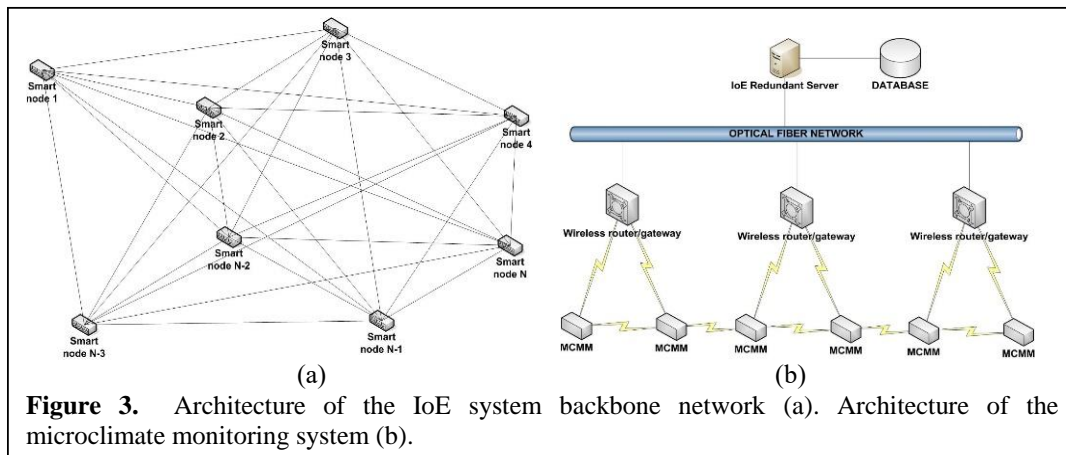 Smart
node 3
Smart
node 1
Smart
node 2
Smart
node 4
Smart
node N-2
Smart
node N
Smart
node N-3
Smart
node N-1
(a)
IoE Redundant Server
DATABASE
OPTICAL FIBER NETWORK
Wireless router/gateway
Wireless router/gateway
Wireless router/gateway
MCMM
MCMM
MCMM
MCMM
MCMM
MCMM
(b)
Figure 3. Architecture of the IoE system backbone network (a). Architecture of the
microclimate monitoring system (b).